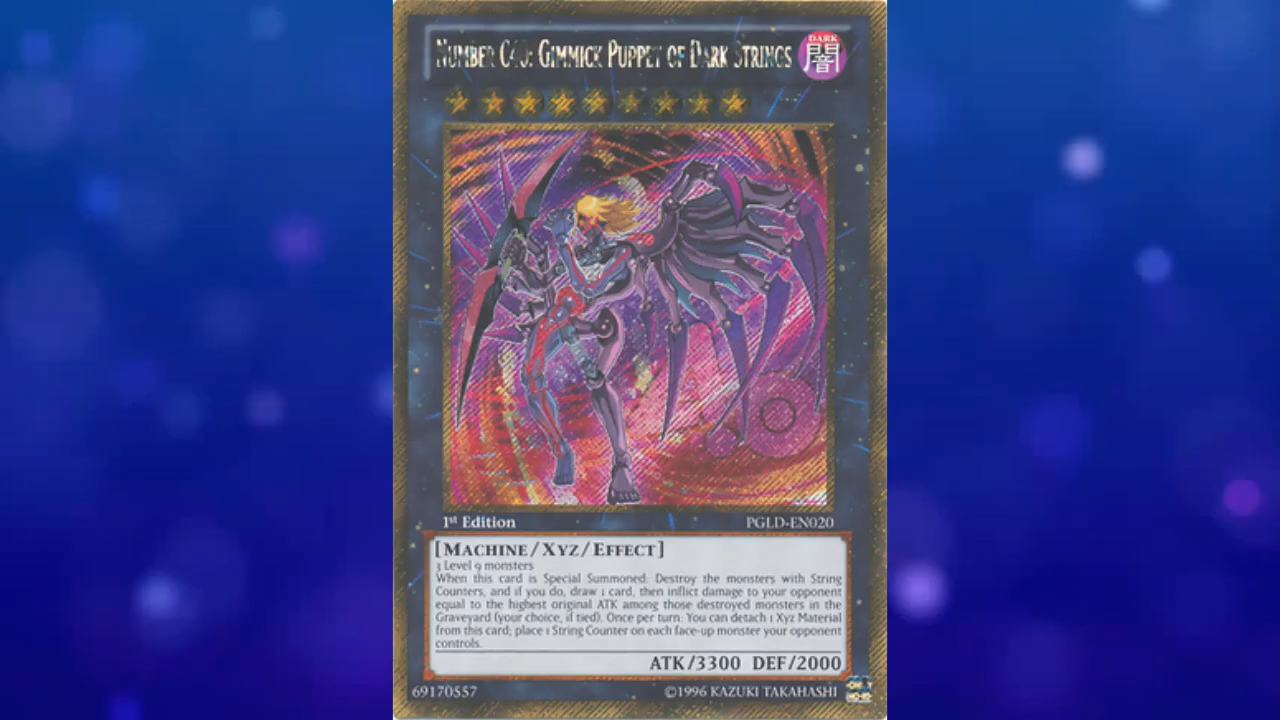 Number C40: Gimmick Puppet of Dark Strings
DARK
闇
1st Edition
PGLD-EN020
[Machine/Xyz/Effect]
3 Level 9 monsters
When this card is Special Summoned: Destroy the monsters with String
Counters, and if you do, draw 1 card, then inflict damage to your opponent
equal to the highest original ATK among those destroyed monsters in the
Graveyard (your choice, if tied). Once per turn: You can detach 1 Xyz Material
from this card; place 1 String Counter on each face-up monster your opponent
controls.
ATK/3300 DEF/2000
69170557
©1996 KAZUKI TAKAHASHI